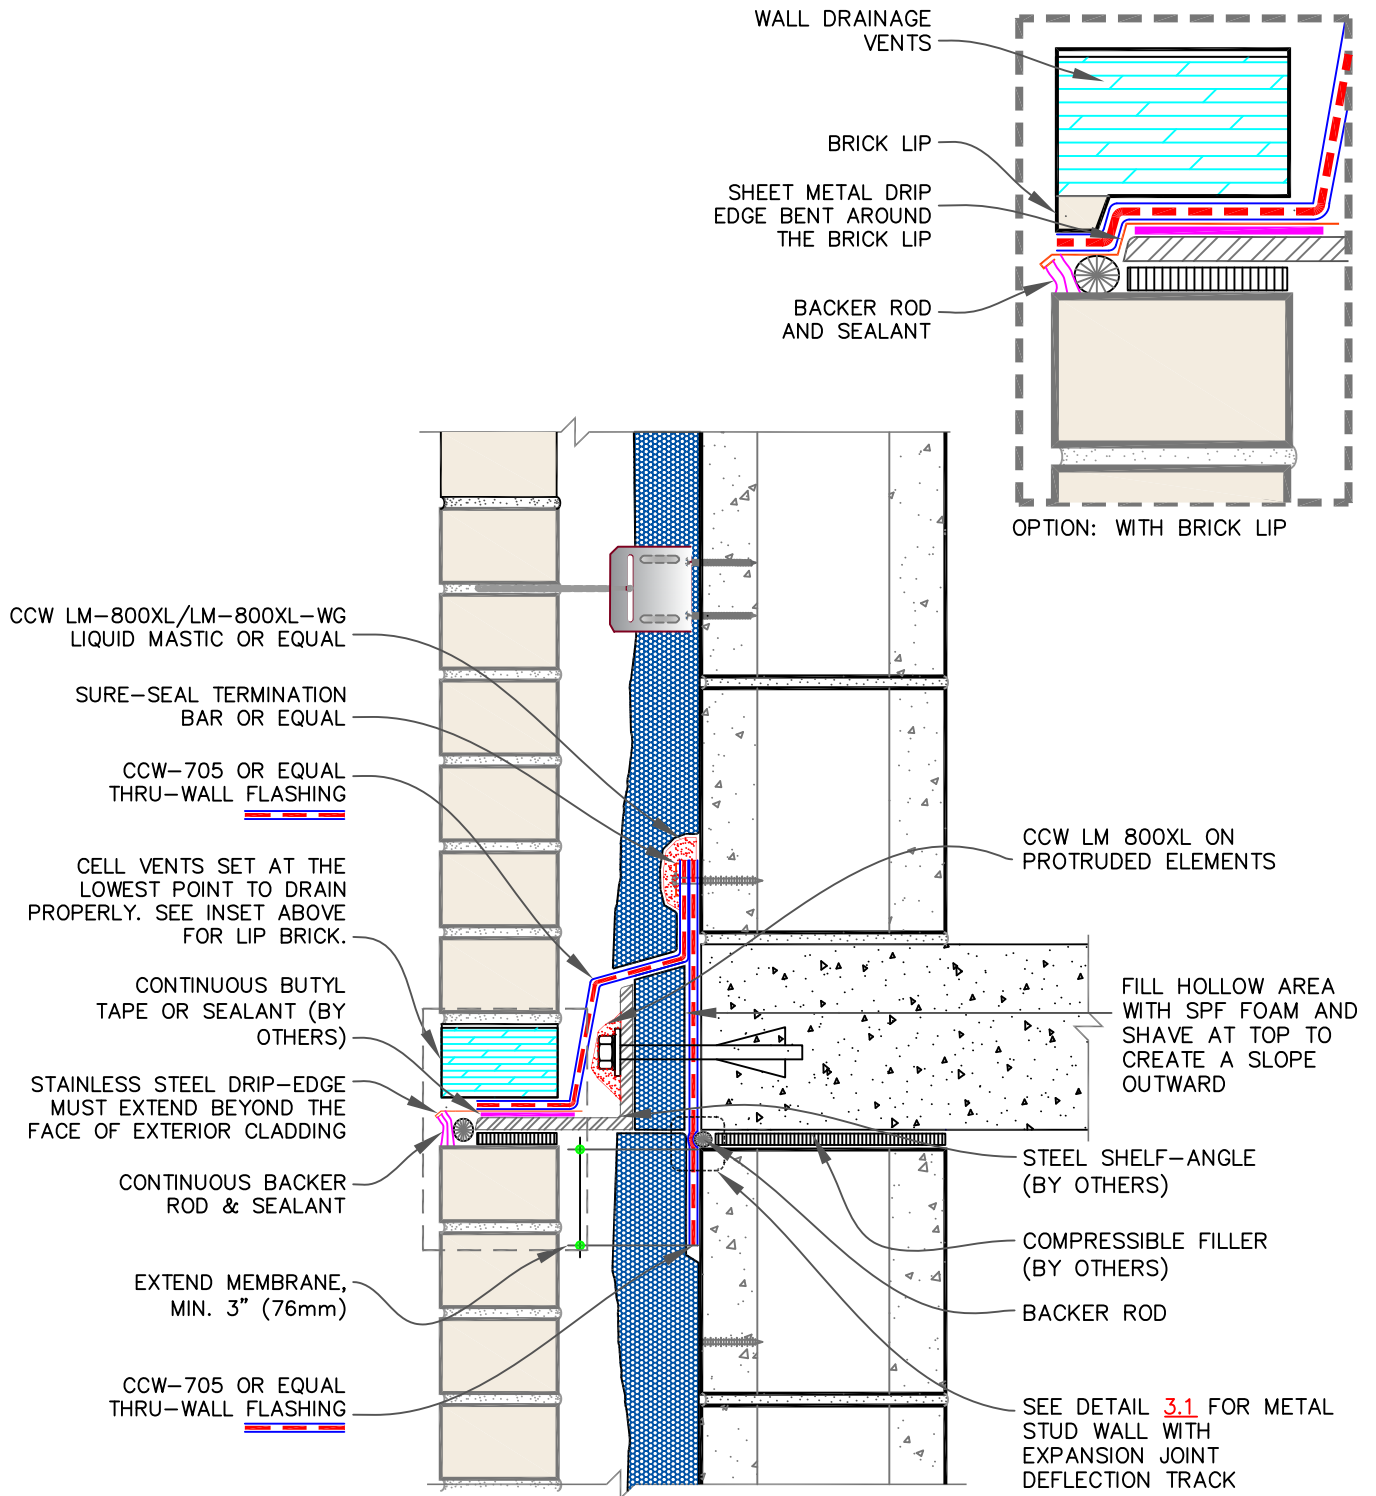 WALL DRAINAGE
VENTS
BRICK LIP
SHEET METAL DRIP
EDGE BENT AROUND
THE BRICK LIP
BACKER ROD
AND SEALANT
OPTION: WITH BRICK LIP
CCW LM-800XL/LM-800XL-WG
LIQUID MASTIC OR EQUAL
SURE-SEAL TERMINATION
BAR OR EQUAL
CCW-705 OR EQUAL
THRU-WALL FLASHING
CELL VENTS SET AT THE
LOWEST POINT TO DRAIN
PROPERLY. SEE INSET ABOVE
FOR LIP BRICK.
CONTINUOUS BUTYL
TAPE OR SEALANT (BY
OTHERS)
STAINLESS STEEL DRIP-EDGE
MUST EXTEND BEYOND THE
FACE OF EXTERIOR CLADDING
CONTINUOUS BACKER
ROD & SEALANT
EXTEND MEMBRANE,
MIN. 3" (76mm)
CCW-705 OR EQUAL
THRU-WALL FLASHING
CCW LM 800XL ON
PROTRUDED ELEMENTS
FILL HOLLOW AREA
WITH SPF FOAM AND
SHAVE AT TOP TO
CREATE A SLOPE
OUTWARD
STEEL SHELF-ANGLE
(BY OTHERS)
COMPRESSIBLE FILLER
(BY OTHERS)
BACKER ROD
SEE DETAIL 3.1 FOR METAL
STUD WALL WITH
EXPANSION JOINT
DEFLECTION TRACK